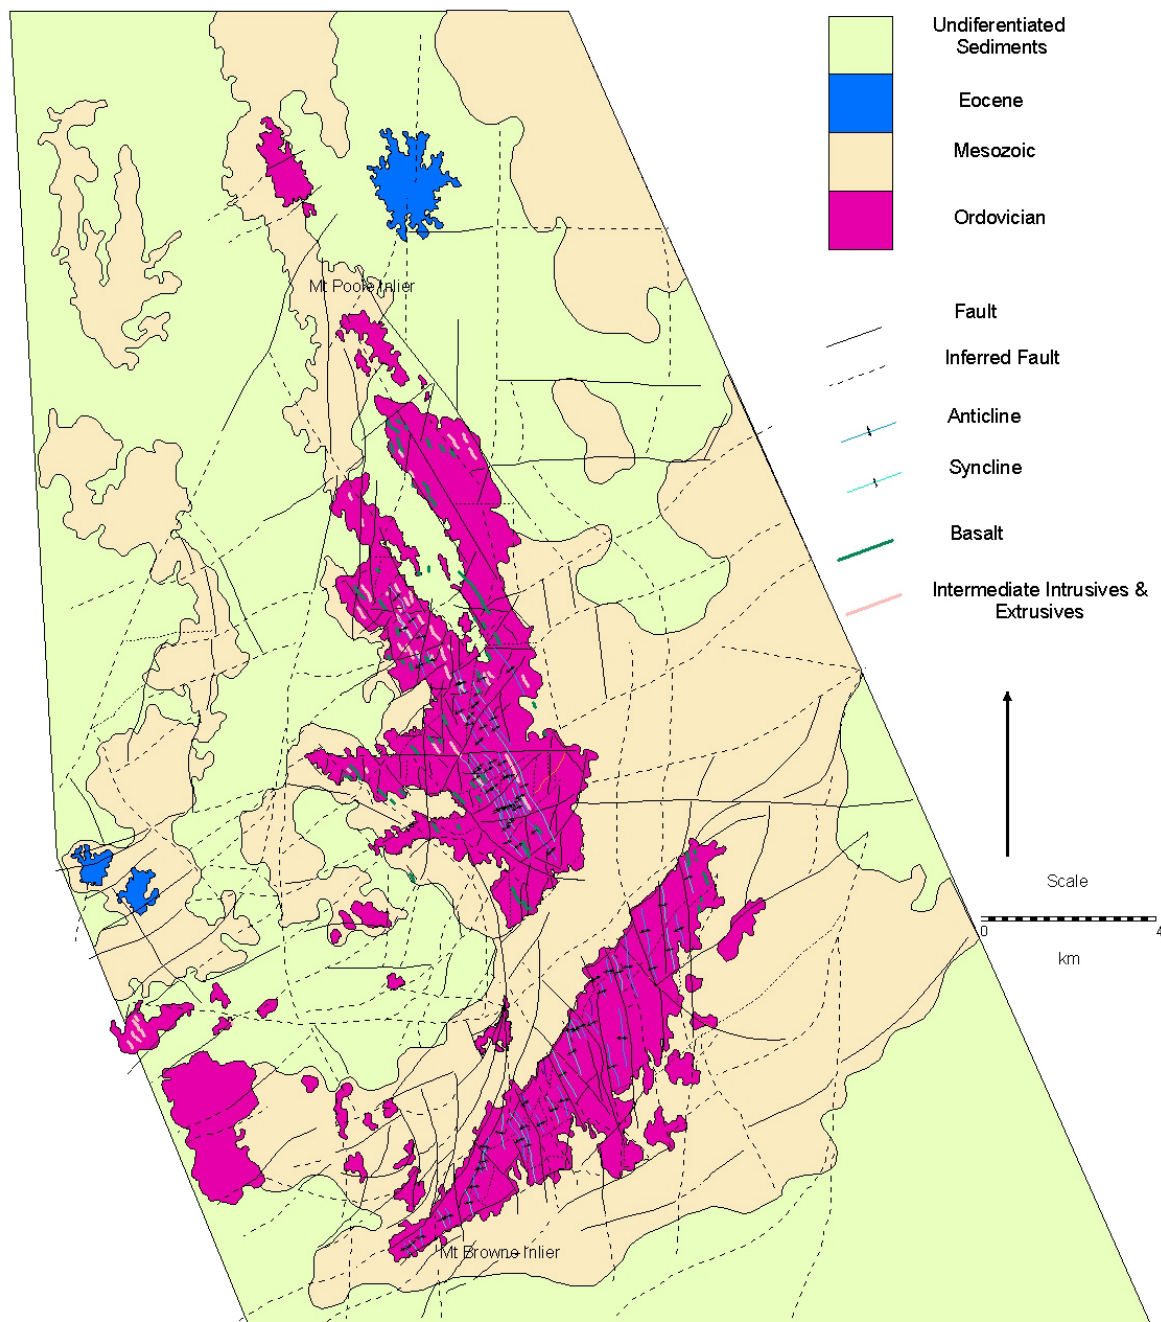 Undiferentiated
Sediments
Eocene
Mesozoic
Ordovician
Mt Poole Inlier
Fault
Inferred Fault
Anticline
Syncline
Basalt
Intermediate Intrusives &
Extrusives
Scale
0 4
km
Mt Browne Inlier